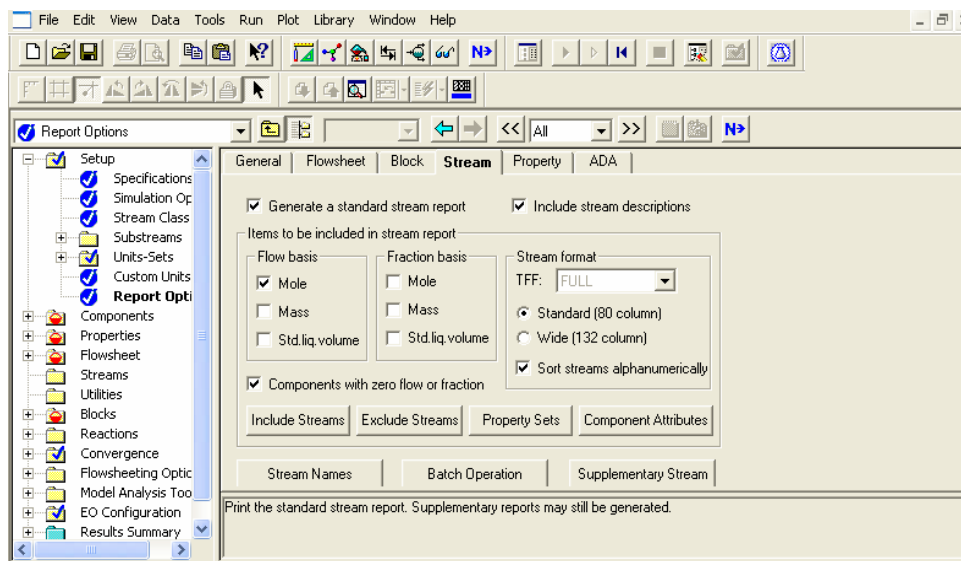 File Edit View Data Tools Run Plot Library Window Help
N>
Report Options
<< All >> N>
Setup
Specifications
Simulation Op
Stream Class
Substreams
Units-Sets
Custom Units
Report Opti
Components
Properties
Flowsheet
Streams
Utilities
Blocks
Reactions
Convergence
Flowsheeting Optic
Model Analysis Too
EO Configuration
Results Summary
General Flowsheet Block Stream Property ADA
Generate a standard stream report Include stream descriptions
Items to be included in stream report
Flow basis Fraction basis Stream format
Mole Mole TFF: FULL
Mass Mass Standard (80 column)
Std.liq.volume Std.liq.volume Wide (132 column)
Sort streams alphanumerically
Components with zero flow or fraction
Include Streams Exclude Streams Property Sets Component Attributes
Stream Names Batch Operation Supplementary Stream
Print the standard stream report. Supplementary reports may still be generated.